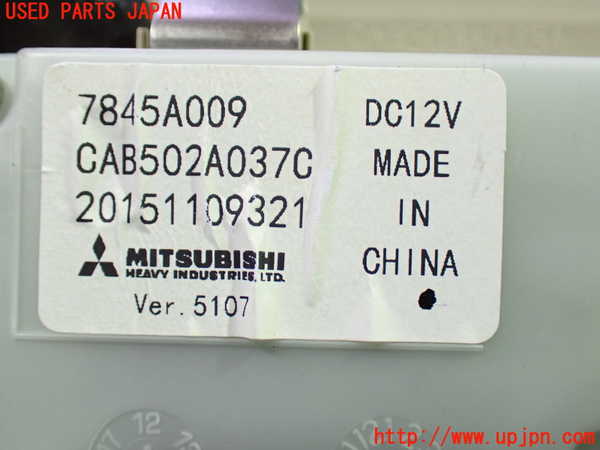 USED PARTS JAPAN
7845A009
CAB502A037C
20151109321
MITSUBISHI
HEAVY INDUSTRIES, LTD.
Ver. 5107
DC12V
MADE
IN
CHINA
12
http://www.upjpn.com/